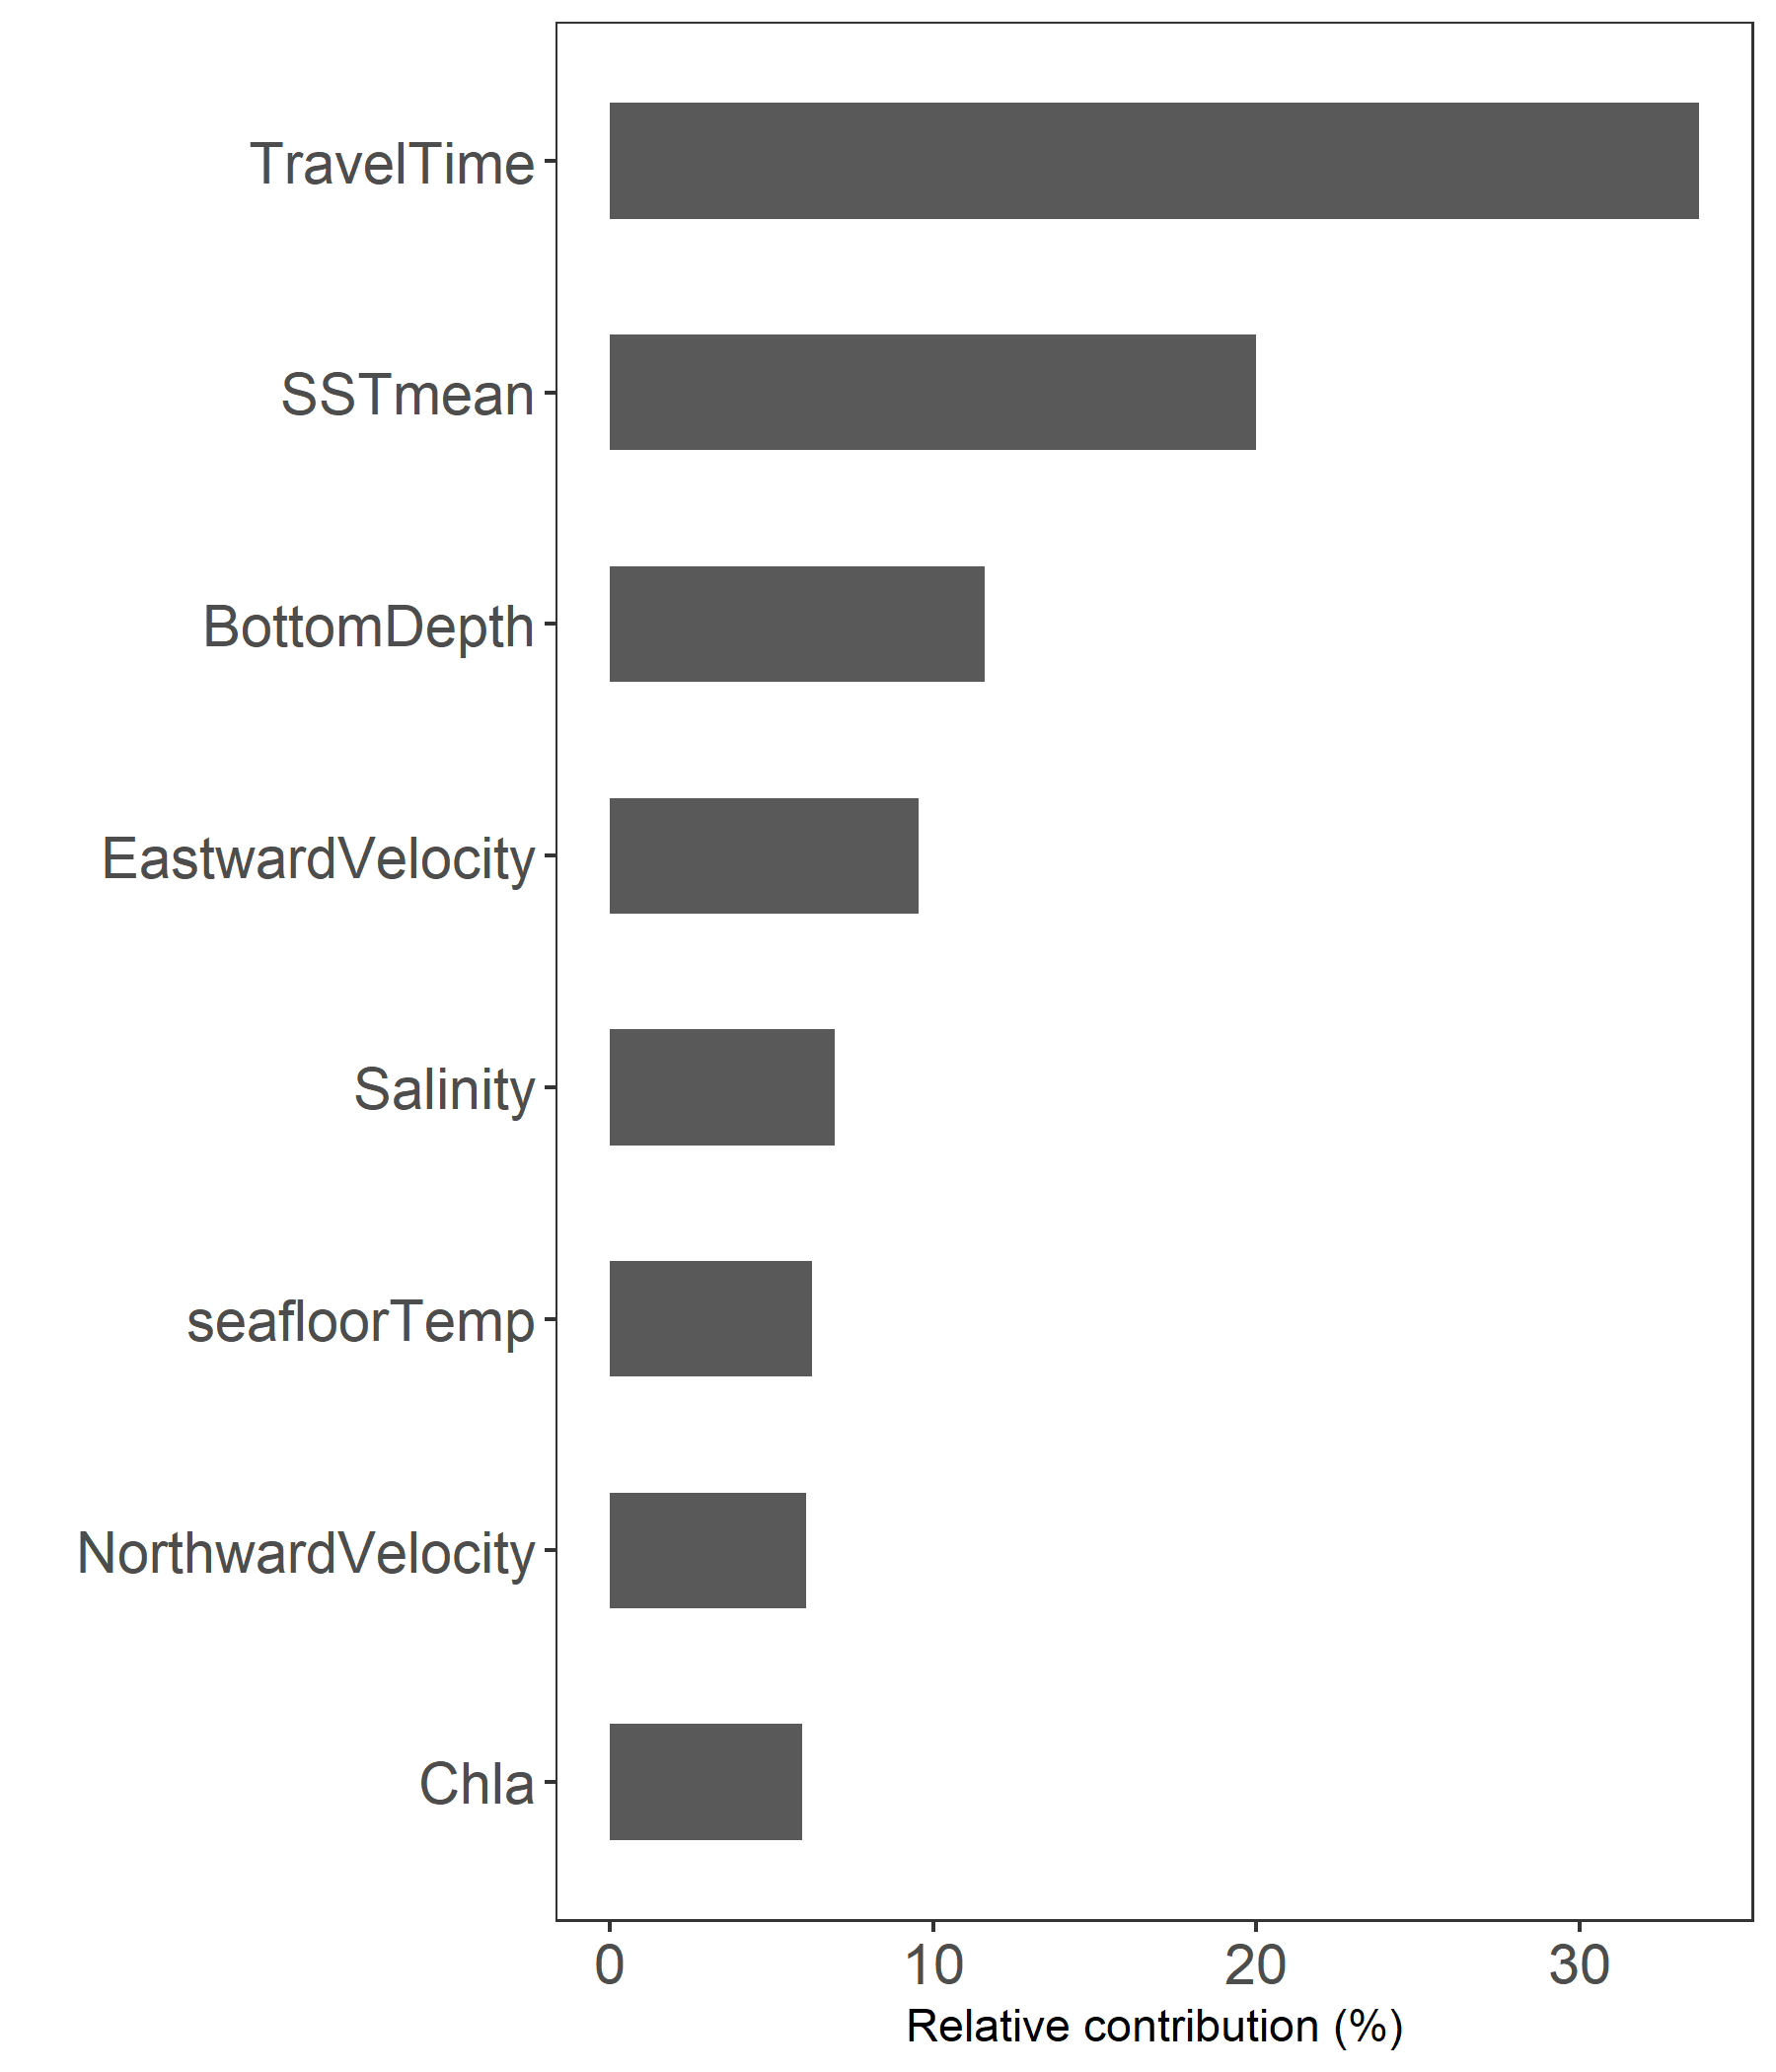 TravelTime
SSTmean
BottomDepth
EastwardVelocity
Salinity
seafloorTemp
NorthwardVelocity
Chla
0 10 20 30
Relative contribution (%)